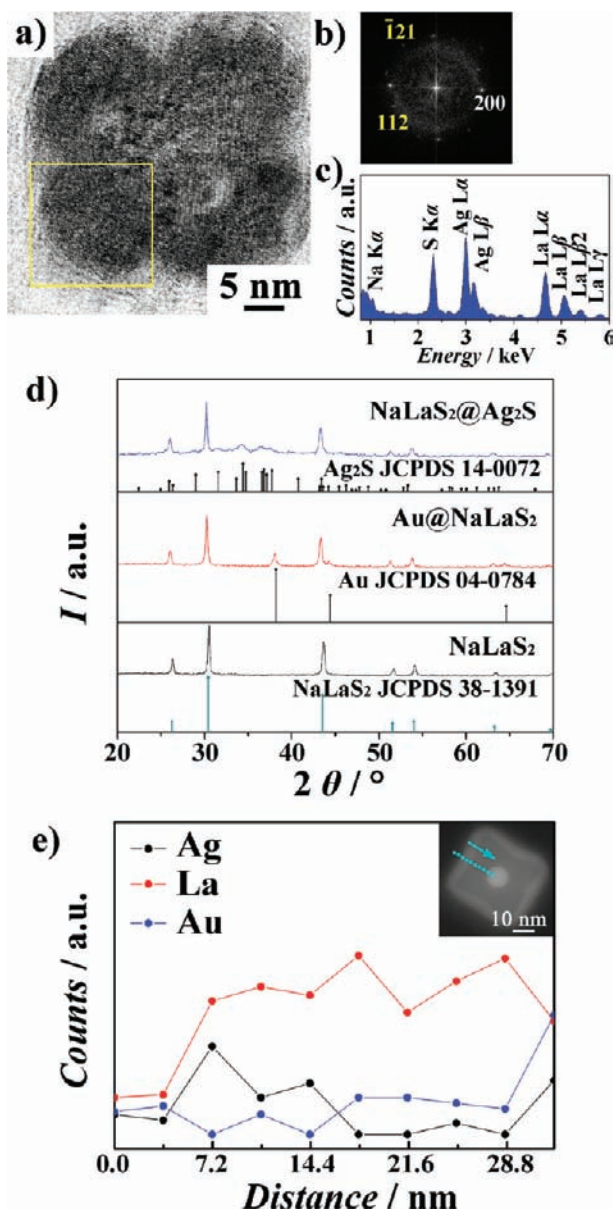 a)
5 nm
b)
1̄21
200
112
c)
Counts / a.u.
Na Kα
S Kα
Ag Lα
Ag Lβ
La Lα
La Lβ
La Lβ2
La Lγ
1 2 3 4 5 6
Energy / keV
d)
I / a.u.
NaLaS₂@Ag₂S
Ag₂S JCPDS 14-0072
Au@NaLaS₂
Au JCPDS 04-0784
NaLaS₂
NaLaS₂ JCPDS 38-1391
20 30 40 50 60 70
2 θ / °
e)
Counts / a.u.
Ag
La
Au
10 nm
0.0 7.2 14.4 21.6 28.8
Distance / nm